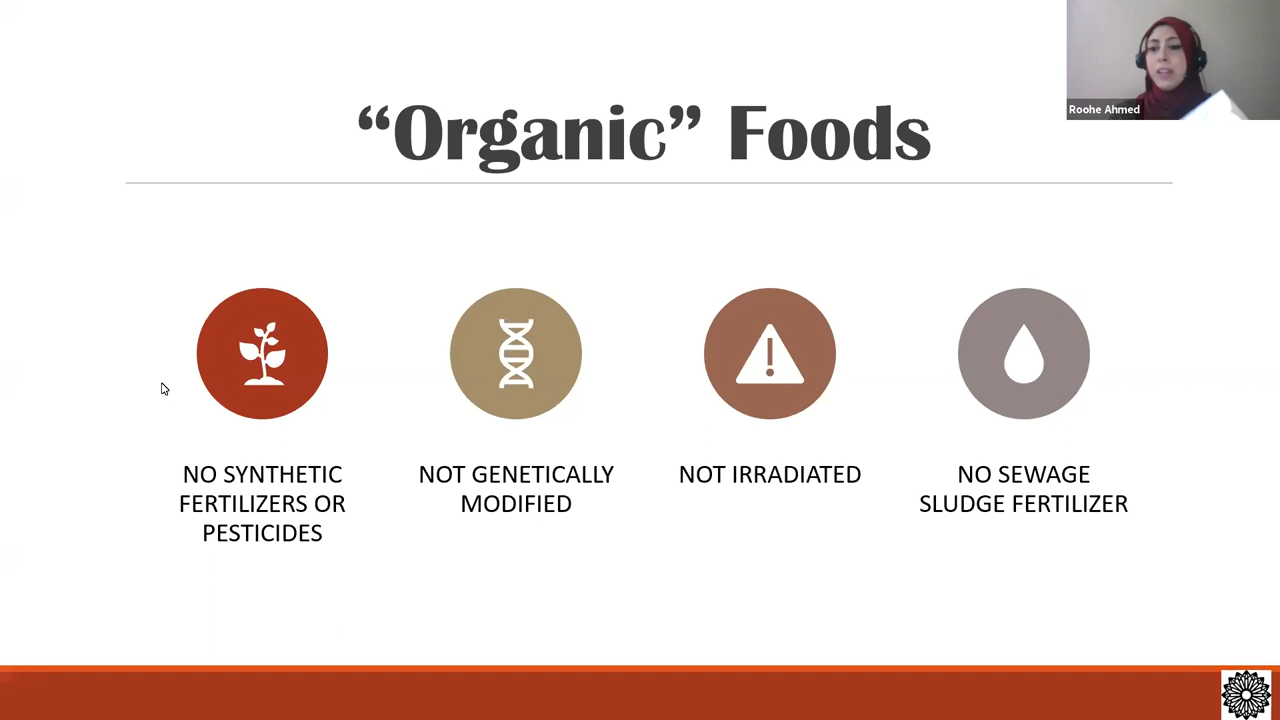 “Organic” Foods
Roohe Ahmed
NO SYNTHETIC
FERTILIZERS OR
PESTICIDES
NOT GENETICALLY
MODIFIED
NOT IRRADIATED
NO SEWAGE
SLUDGE FERTILIZER